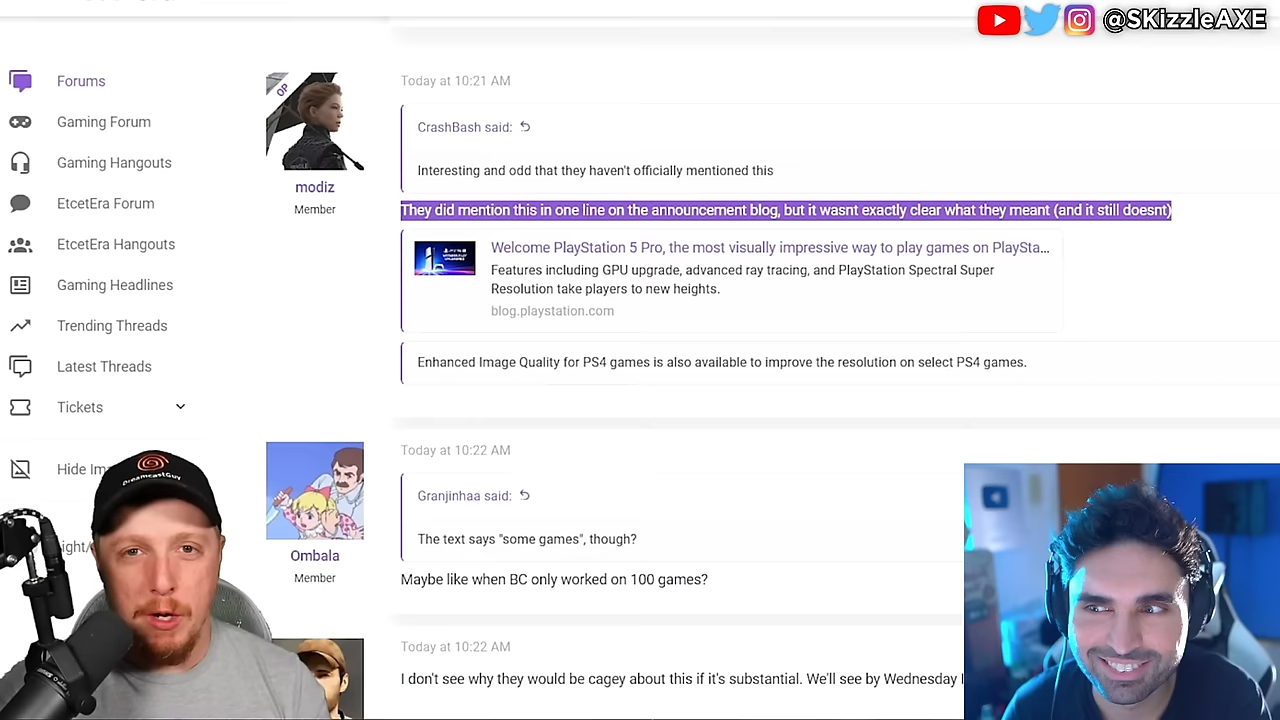 @SKizzleAXE
Forums
Gaming Forum
Gaming Hangouts
EtcetEra Forum
EtcetEra Hangouts
Gaming Headlines
Trending Threads
Latest Threads
Tickets
Hide
OP
modiz
Member
Today at 10:21 AM
CrashBash said:
Interesting and odd that they haven't officially mentioned this
They did mention this in one line on the announcement blog, but it wasnt exactly clear what they meant (and it still doesnt)
Welcome PlayStation 5 Pro, the most visually impressive way to play games on PlaySta...
Features including GPU upgrade, advanced ray tracing, and PlayStation Spectral Super
Resolution take players to new heights.
blog.playstation.com
Enhanced Image Quality for PS4 games is also available to improve the resolution on select PS4 games.
Ombala
Member
Today at 10:22 AM
Granjinhaa said:
The text says "some games", though?
Maybe like when BC only worked on 100 games?
Today at 10:22 AM
I don't see why they would be cagey about this if it's substantial. We'll see by Wednesday
DreamcastGuy